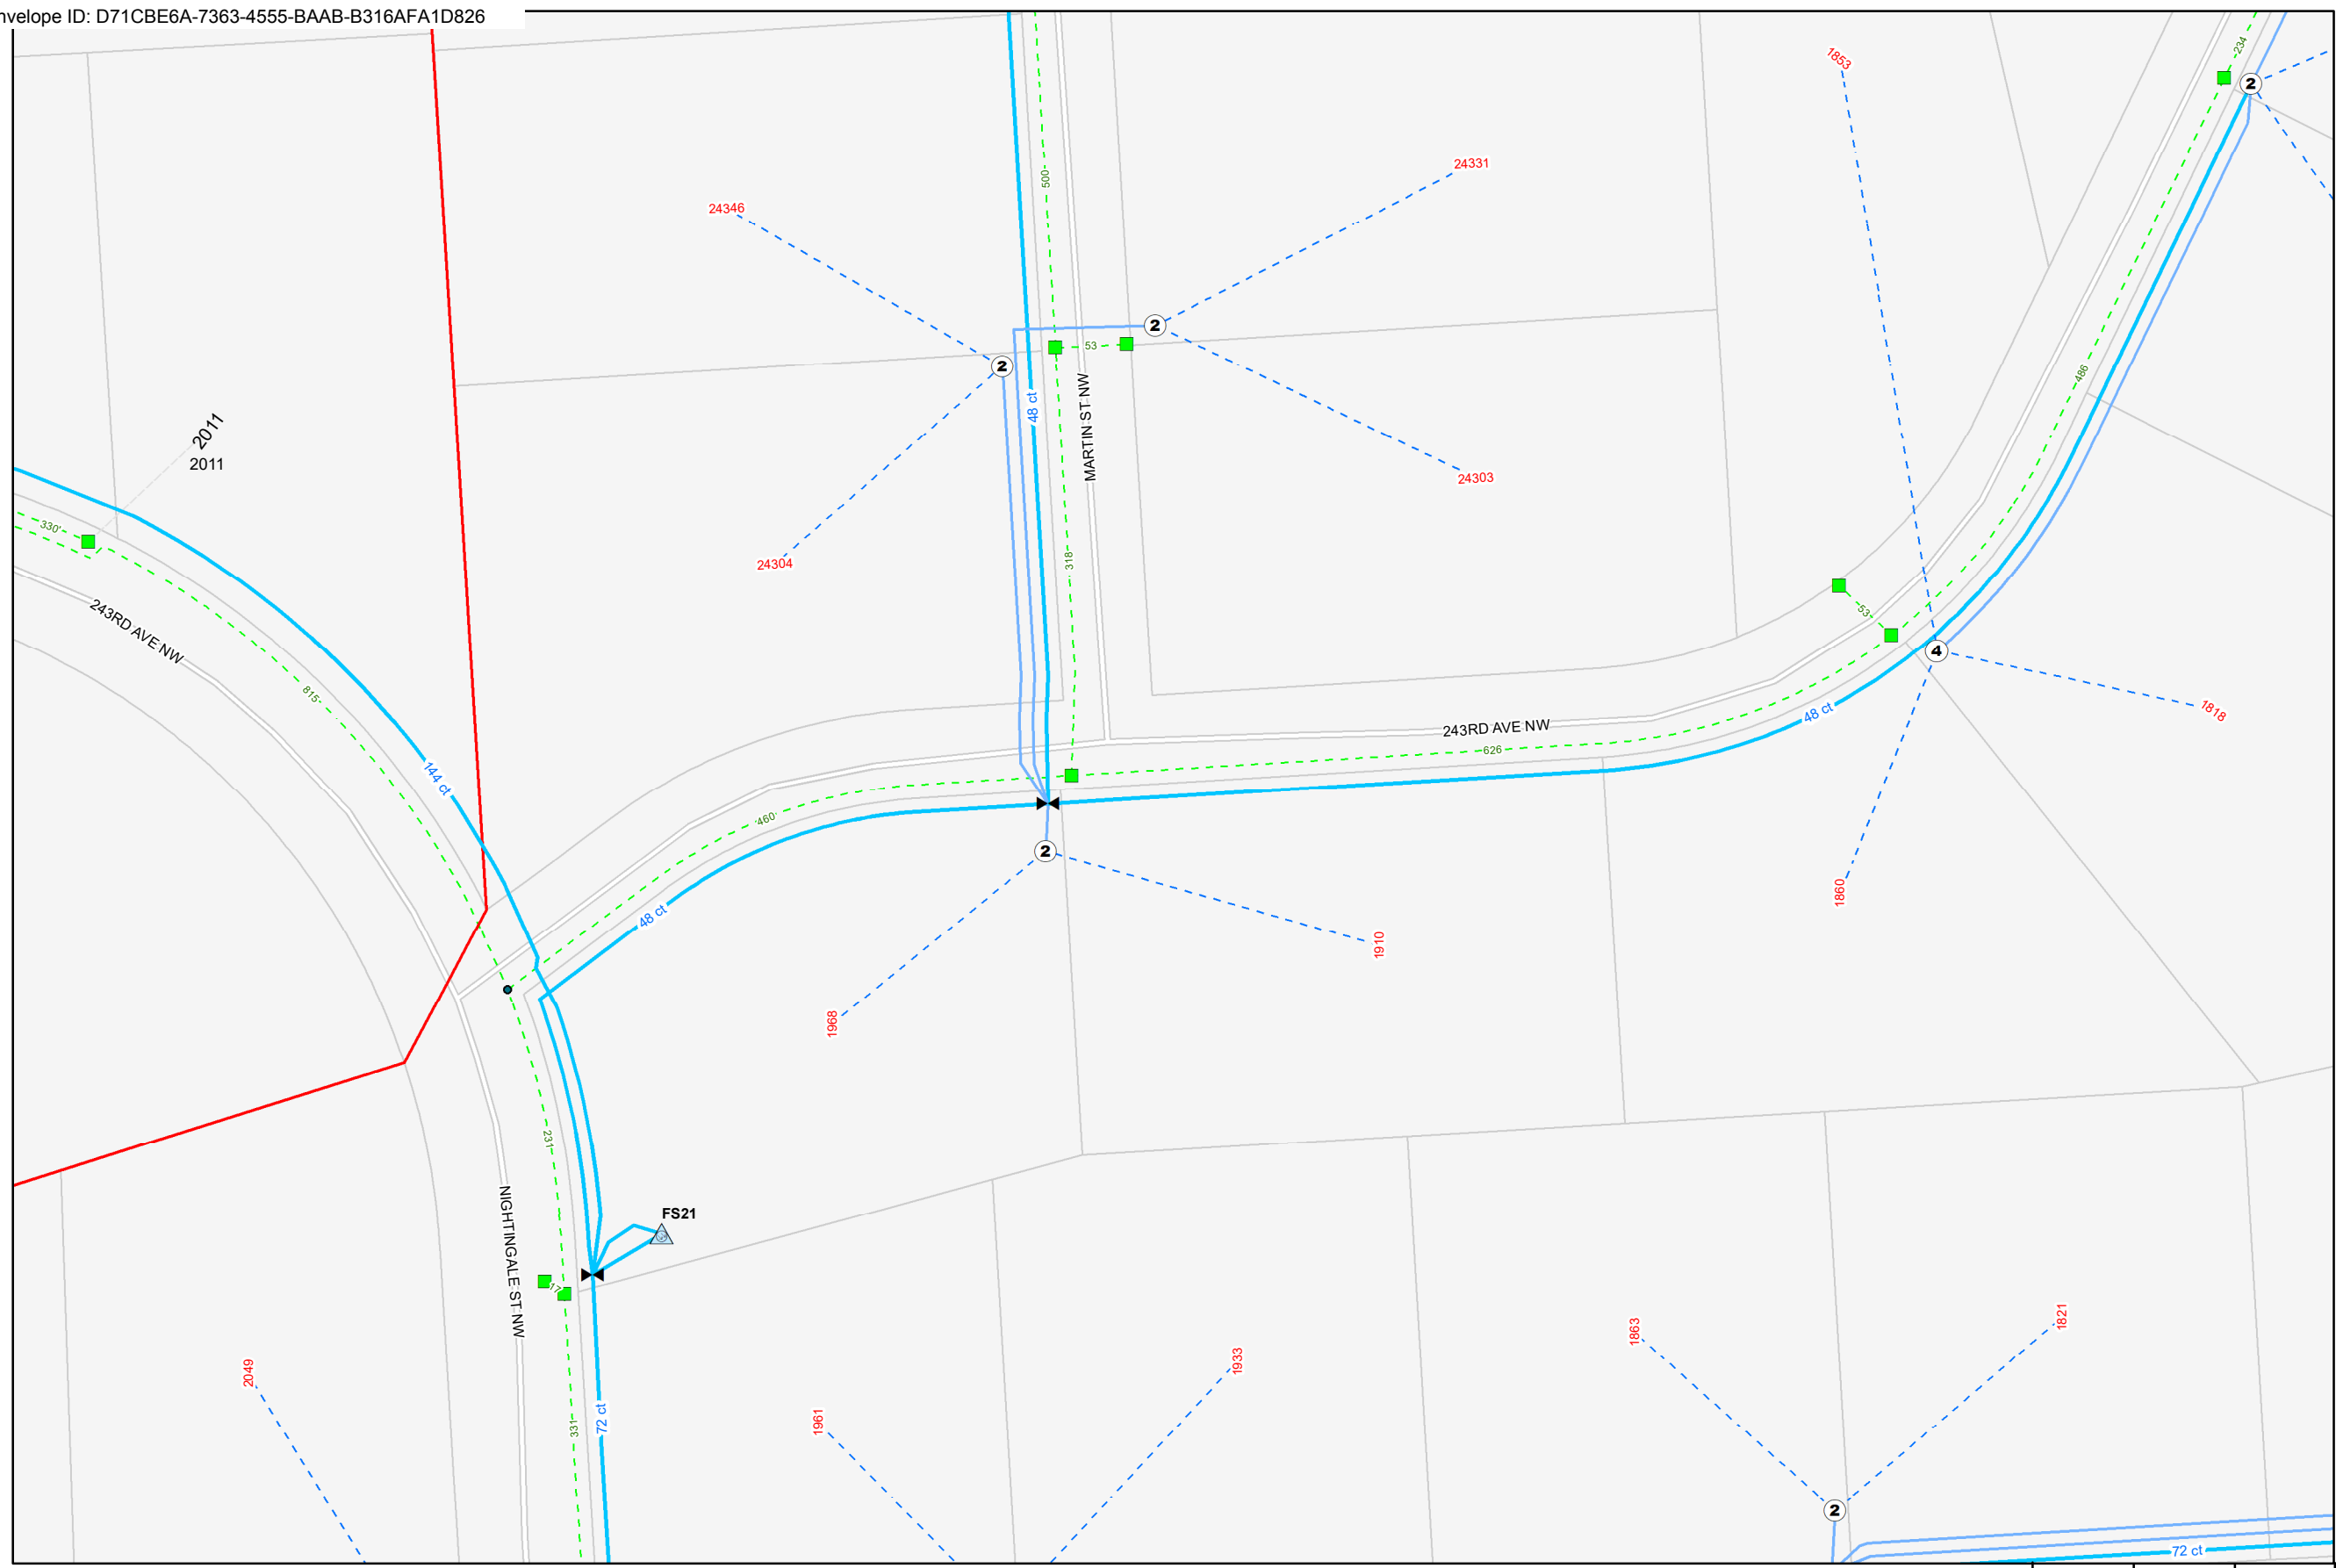 nvelope ID: D71CBE6A-7363-4555-BAAB-B316AFA1D826
234
1853
24331
500
2
24346
2
53
2
486
48 ct
MARTIN ST NW
2011
2011
24303
330'
318
24304
53
243RD AVE NW
4
815
1818
48 ct
243RD AVE NW
626
144 ct
460
2
1860
48 ct
1910
1968
231
FS21
NIGHTINGALE ST NW
17
1863
1821
2049
1933
1961
72 ct
331
2
72 ct